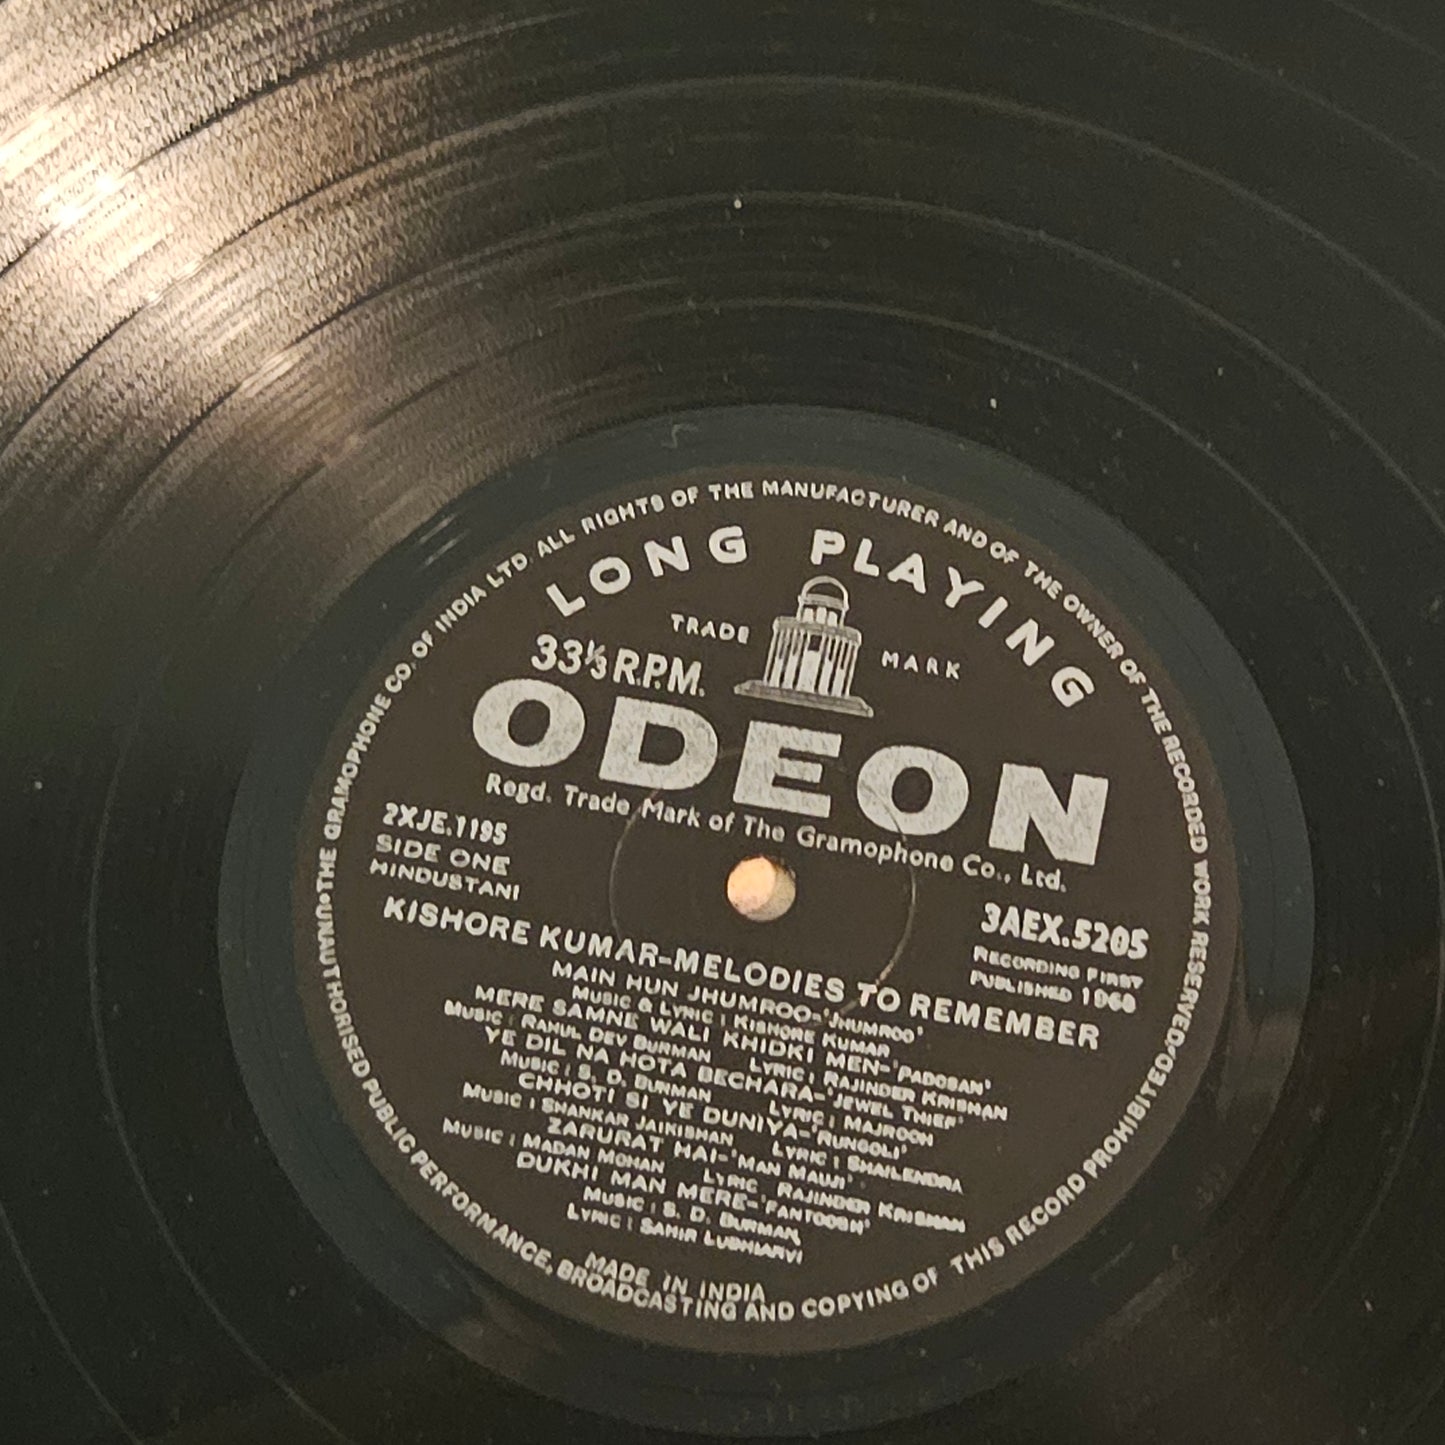 THE GRAMOPHONE CO. OF INDIA LTD. ALL RIGHTS OF THE MANUFACTURER AND OF THE OWNER OF THE RECORDED WORK RESERVED
UNAUTHORISED PUBLIC PERFORMANCE, BROADCASTING AND COPYING OF THIS RECORD PROHIBITED
LONG PLAYING
TRADE MARK
33⅓ R.P.M.
ODEON
Regd. Trade Mark of The Gramophone Co., Ltd.
2XJE.1195
SIDE ONE
HINDUSTANI
3AEX.5205
RECORDING FIRST
PUBLISHED 1968
KISHORE KUMAR-MELODIES TO REMEMBER
MAIN HUN JHUMROO-'JHUMROO'
MUSIC & LYRIC : KISHORE KUMAR
MERE SAMNE WALI KHIDKI MEN-'PADOSAN'
MUSIC : RAHUL DEV BURMAN LYRIC : RAJINDER KRISHAN
YE DIL NA HOTA BECHARA-'JEWEL THIEF'
MUSIC : S. D. BURMAN LYRIC : MAJROOH
CHHOTI SI YE DUNIYA-'RUNGOLI'
MUSIC : SHANKAR JAIKISHAN LYRIC : SHAILENDRA
ZARURAT HAI-'MAN MAUJI'
MUSIC : MADAN MOHAN LYRIC RAJINDER KRISHAN
DUKHI MAN MERE-'FANTOOSH'
MUSIC : S. D. BURMAN,
LYRIC : SAHIR LUDHIANVI
MADE IN INDIA